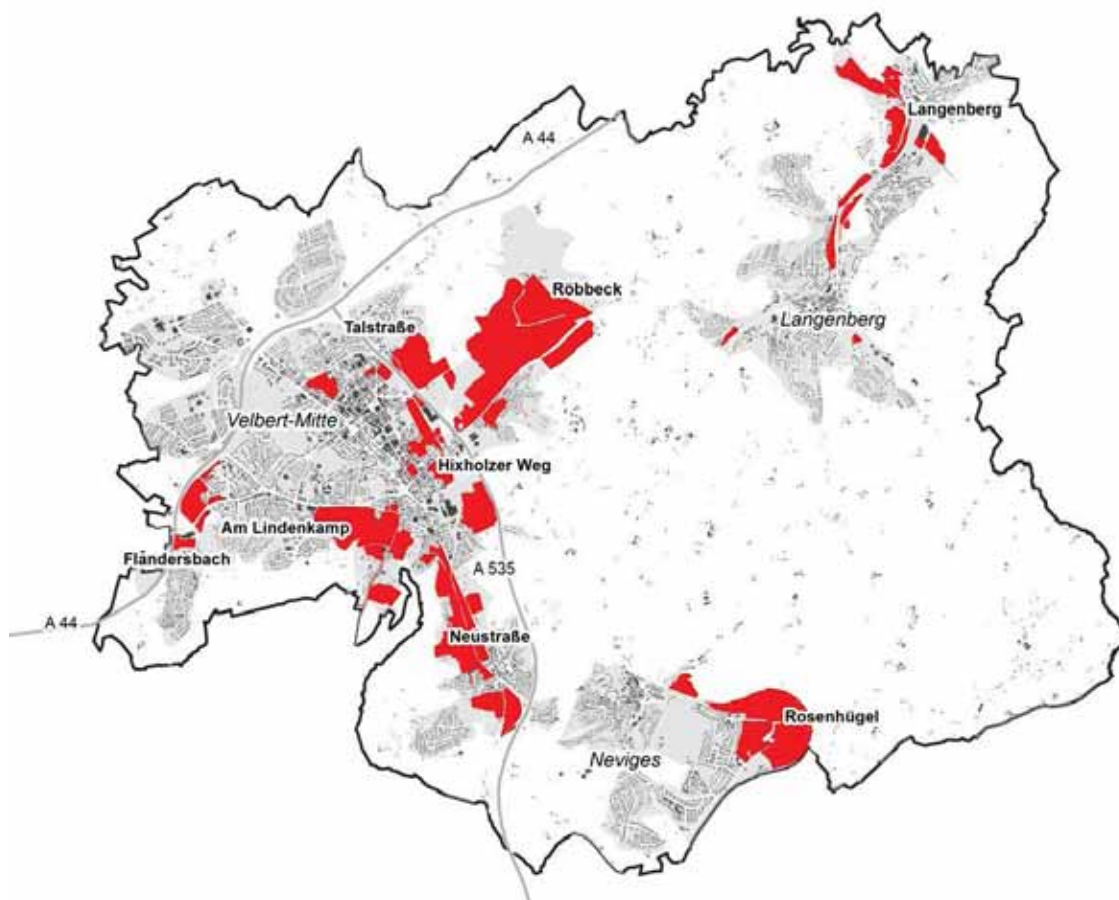 Langenberg
A 44
Röbbeck
Talstraße
Langenberg
Velbert-Mitte
Hixholzer Weg
Am Lindenkamp
Flandersbach
A 535
A 44
Neustraße
Rosenhügel
Neviges